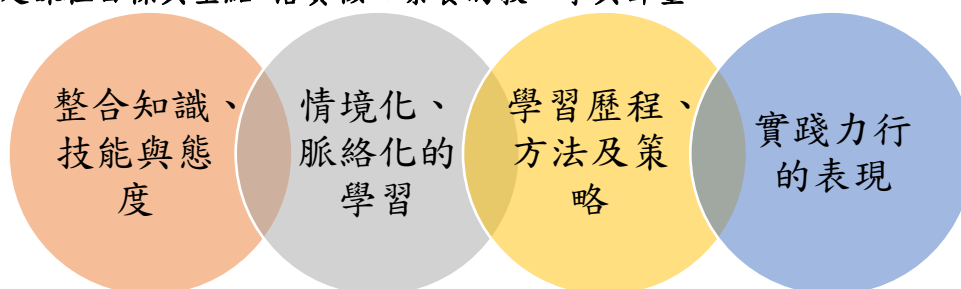 整合知識、
技能與態
度
情境化、
脈絡化的
學習
學習歷程、
方法及策
略
實踐力行
的表現